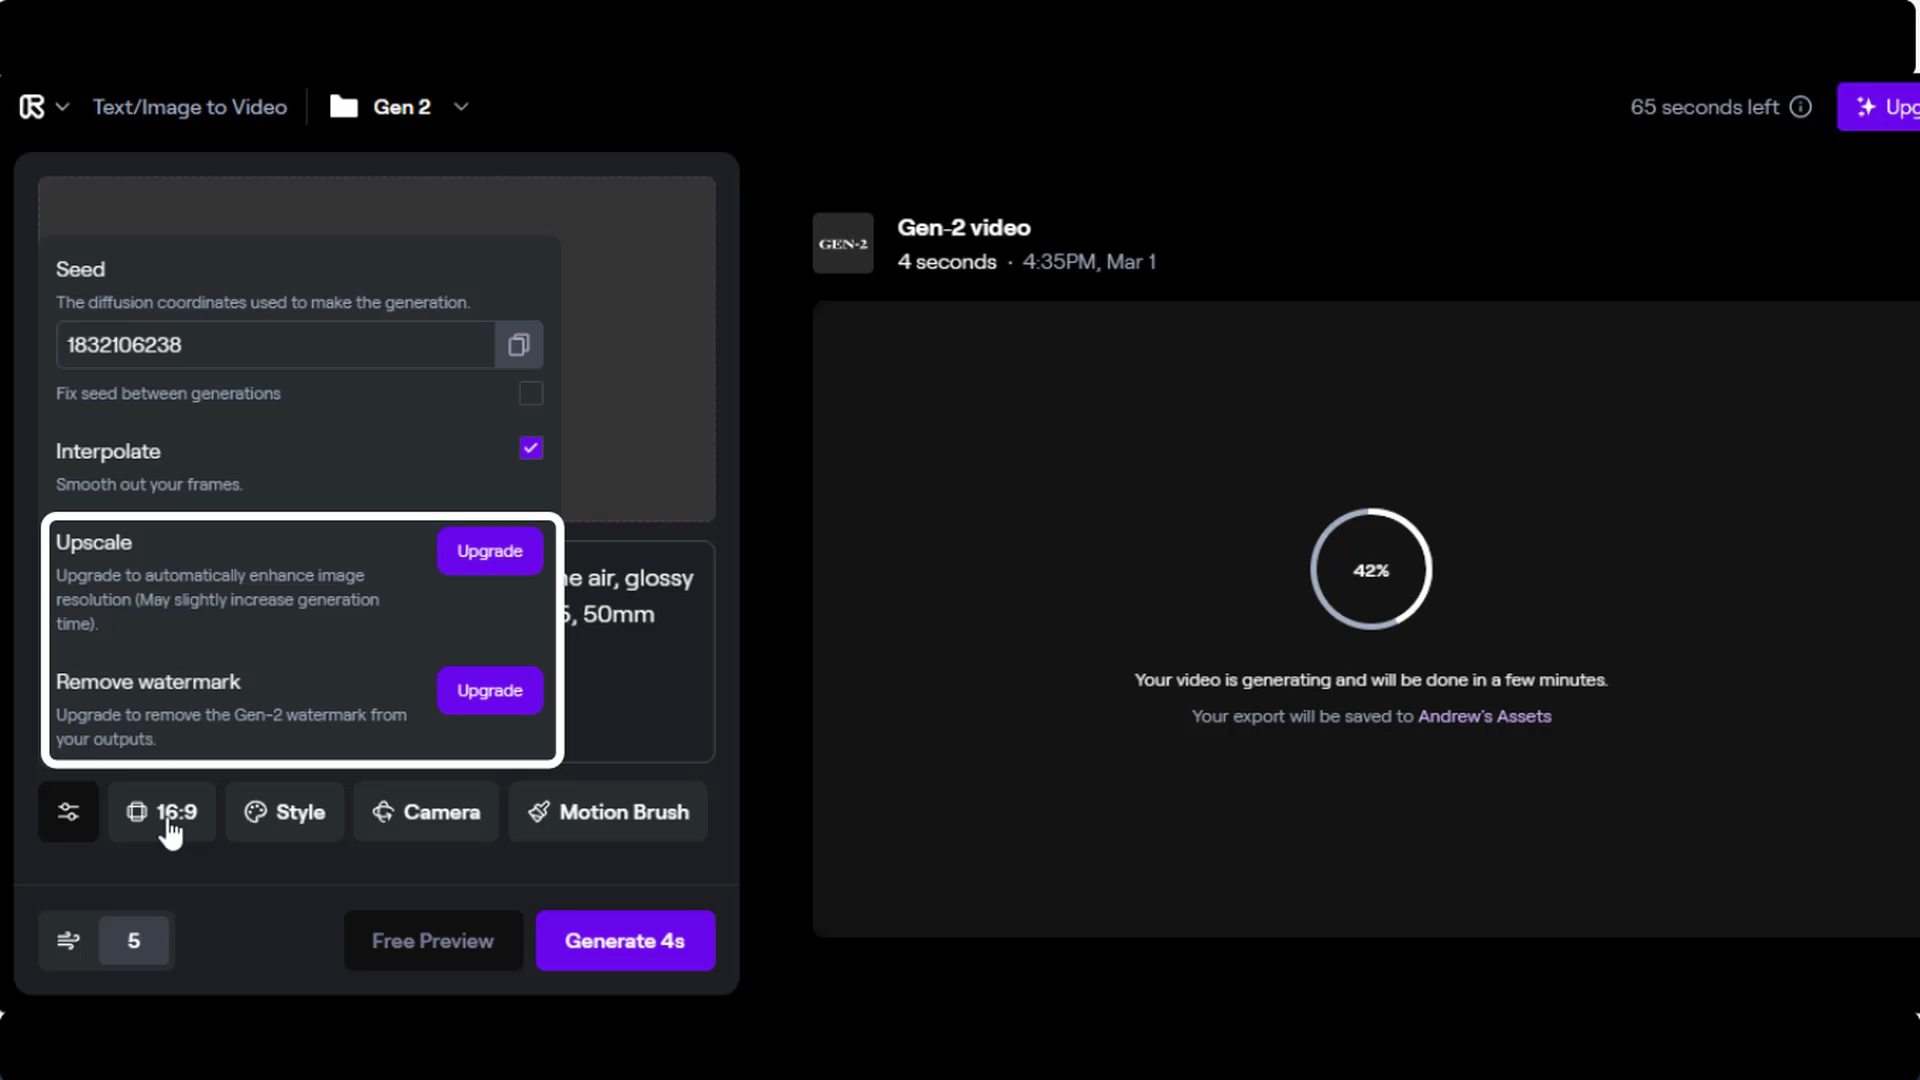 Text/Image to Video
Gen 2
65 seconds left
Seed
The diffusion coordinates used to make the generation.
1832106238
Fix seed between generations
Interpolate
Smooth out your frames.
Upscale
Upgrade
Upgrade to automatically enhance image
resolution (May slightly increase generation
time).
Remove watermark
Upgrade
Upgrade to remove the Gen-2 watermark from
your outputs.
air, glossy
50mm
16:9
Style
Camera
Motion Brush
5
Free Preview
Generate 4s
GEN-2
Gen-2 video
4 seconds · 4:35PM, Mar 1
42%
Your video is generating and will be done in a few minutes.
Your export will be saved to Andrew's Assets